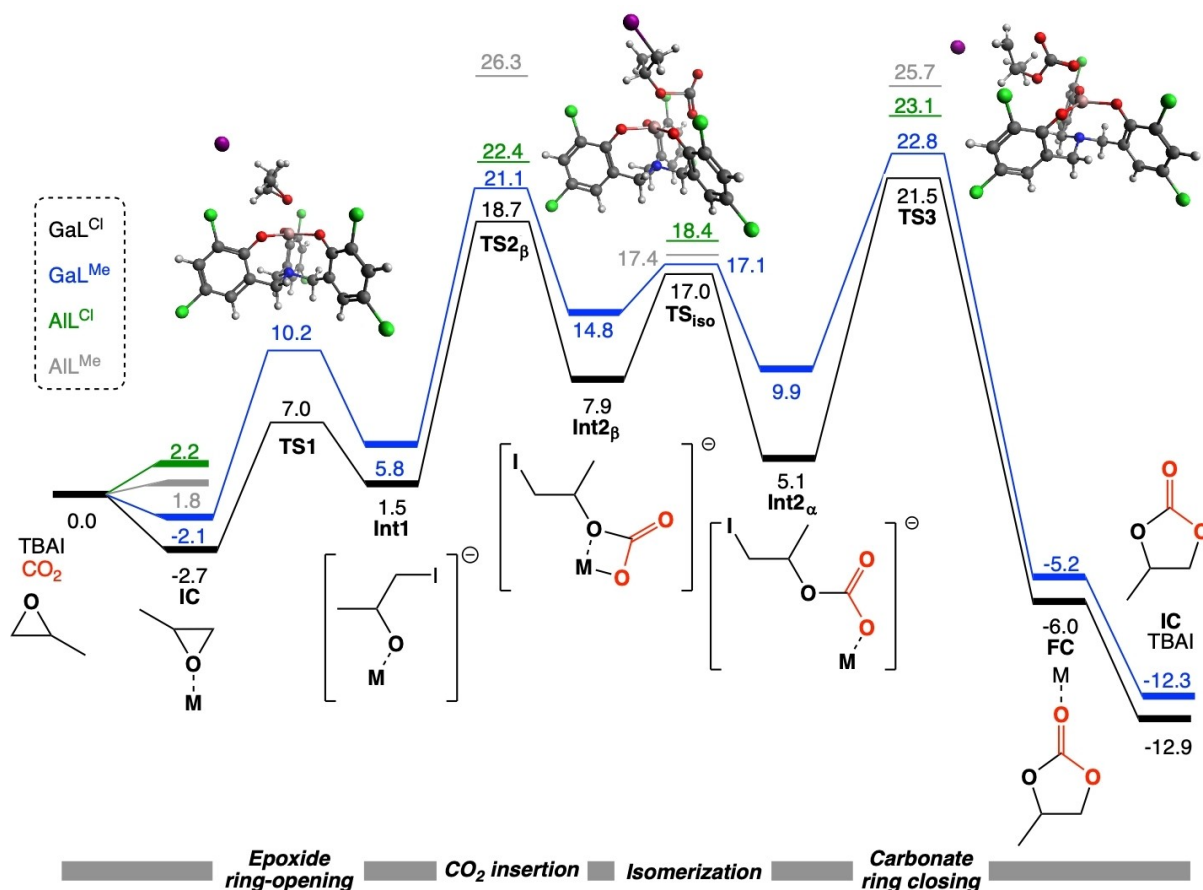 GaL^Cl
GaL^Me
AlL^Cl
AlL^Me
0.0
TBAI
CO₂
O
2.2
1.8
-2.1
-2.7
IC
O
M
10.2
7.0
TS1
5.8
1.5
Int1
I
O
M
⊖
26.3
22.4
21.1
18.7
TS2β
14.8
7.9
Int2β
I
O
O
M
O
⊖
18.4
17.4
17.1
17.0
TSiso
9.9
5.1
Int2α
I
O
O
O
M
⊖
25.7
23.1
22.8
21.5
TS3
-5.2
-6.0
FC
M
O
O
O
O
O
O
IC
TBAI
-12.3
-12.9
Epoxide
ring-opening
CO₂ insertion
Isomerization
Carbonate
ring closing